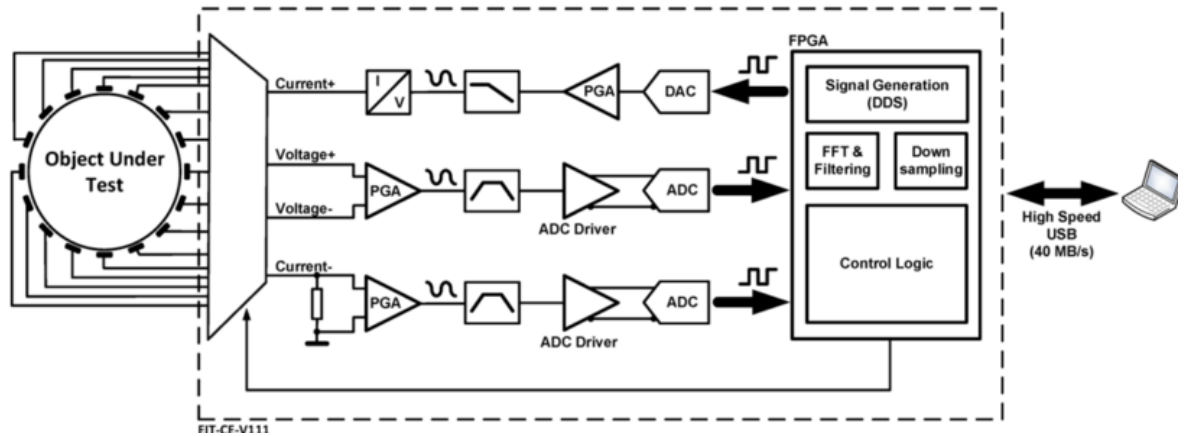 FPGA
Current+
I
V
PGA
DAC
Signal Generation
(DDS)
Object Under
Test
Voltage+
Voltage-
PGA
ADC
ADC Driver
FFT &
Filtering
Down
sampling
High Speed
USB
(40 MB/s)
Current-
PGA
ADC
ADC Driver
Control Logic
EIT-CE-V111